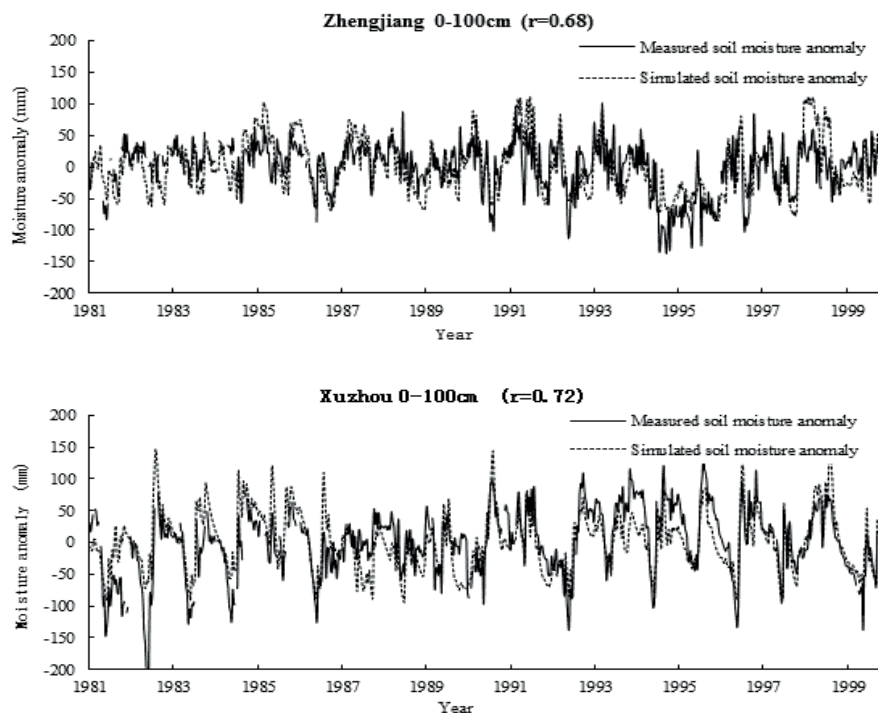 Zhengjiang 0-100cm (r=0.68)
Measured soil moisture anomaly
Simulated soil moisture anomaly
Moisture anomaly (mm)
200
150
100
50
0
-50
-100
-150
-200
1981 1983 1985 1987 1989 1991 1993 1995 1997 1999
Year
Xuzhou 0-100cm (r=0.72)
Measured soil moisture anomaly
Simulated soil moisture anomaly
Moisture anomaly (mm)
200
150
100
50
0
-50
-100
-150
-200
1981 1983 1985 1987 1989 1991 1993 1995 1997 1999
Year